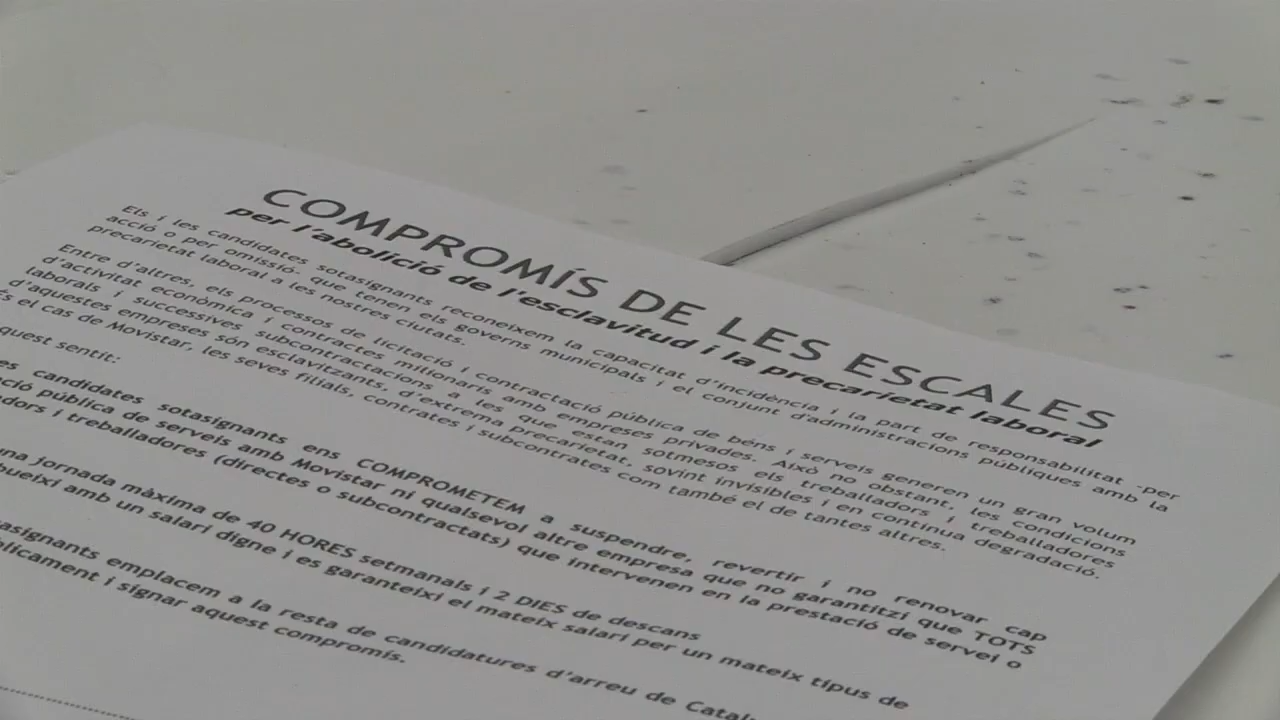 COMPROMÍS DE LES ESCALES
per l'abolició de l'esclavitud i la precarietat laboral
Els i les candidates sotasignants reconeixem la capacitat d'incidència i la part de responsabilitat -per
acció o per omissió- que tenen els governs municipals i el conjunt d'administracions públiques amb la
precarietat laboral a les nostres ciutats.
Entre d'altres, els processos de licitació i contractació pública de béns i serveis generen un gran volum
d'activitat econòmica i contractes milionaris amb empreses privades. Això no obstant, les condicions
laborals i successives subcontractacions a les que estan sotmesos els treballadors i treballadores
d'aquestes empreses són esclavitzants, d'extrema precarietat, sovint invisibles i en contínua degradació.
és el cas de Movistar, les seves filials, contrates i subcontrates com també el de tantes altres.
quest sentit:
es candidates sotasignants ens COMPROMETEM a suspendre, revertir i no renovar cap
ció pública de serveis amb Movistar ni qualsevol altre empresa que no garantitzi que TOTS
adors i treballadores (directes o subcontractats) que intervenen en la prestació de servei o
una jornada màxima de 40 HORES setmanals i 2 DIES de descans
bueixi amb un salari digne i es garanteixi el mateix salari per un mateix tipus de
asignants emplacem a la resta de candidatures d'arreu de Catalu
blicament i signar aquest compromís.